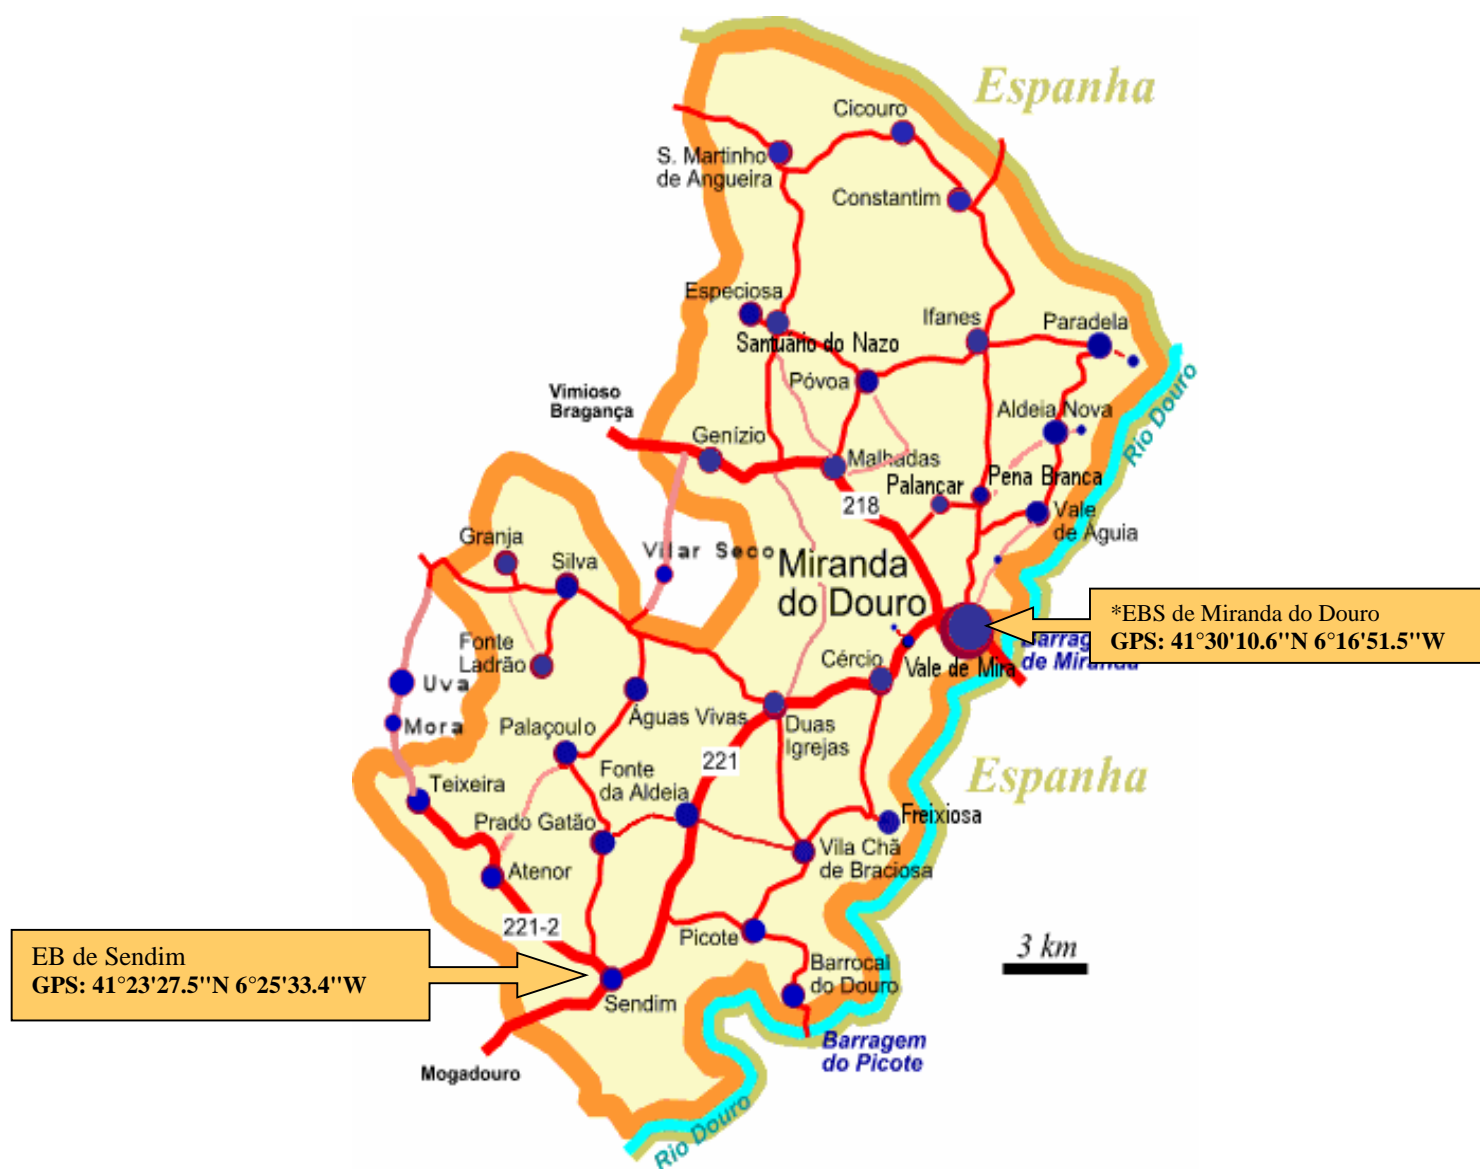 Espanha
Cicouro
S. Martinho
de Angueira
Constantim
Especiosa
Ifanes
Paradela
Santuário do Nazo
Póvoa
Vimioso
Bragança
Aldeia Nova
Rio Douro
Genízio
Malhadas
Pena Branca
Palancar
218
Vale
de Aguia
Granja
Silva
Vilar Seco
Miranda
do Douro
*EBS de Miranda do Douro
GPS: 41°30'10.6"N 6°16'51.5"W
Barrag
de Miranda
Fonte
Ladrão
Cércio
Vale de Mira
Uva
Mora
Palaçoulo
Águas Vivas
Duas
Igrejas
221
Espanha
Teixeira
Fonte
da Aldeia
Prado Gatão
Freixiosa
Vila Chã
de Braciosa
Atenor
221-2
Picote
3 km
EB de Sendim
GPS: 41°23'27.5"N 6°25'33.4"W
Barrocal
do Douro
Sendim
Barragem
do Picote
Mogadouro
Rio Douro